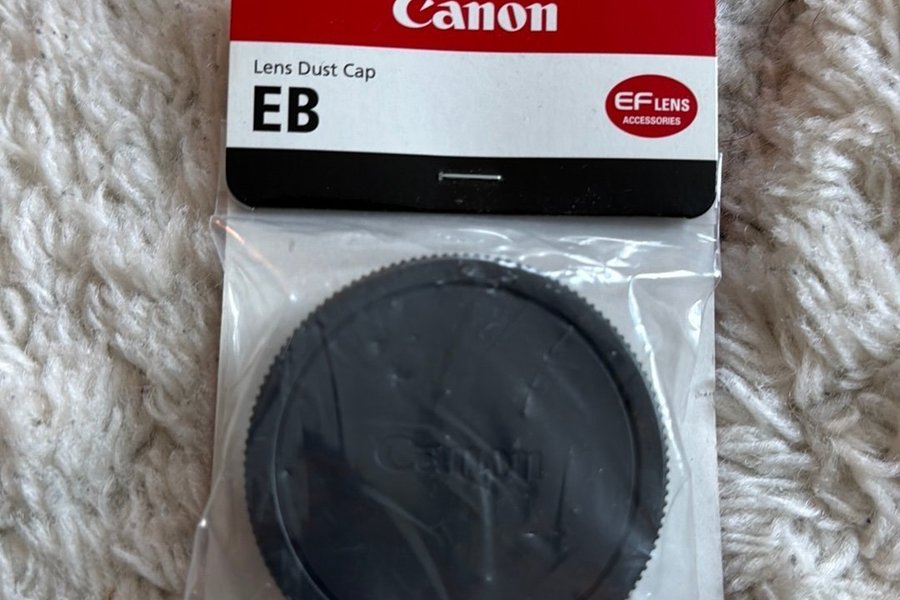 Canon
Lens Dust Cap
EB
EF LENS
ACCESSORIES
Canon